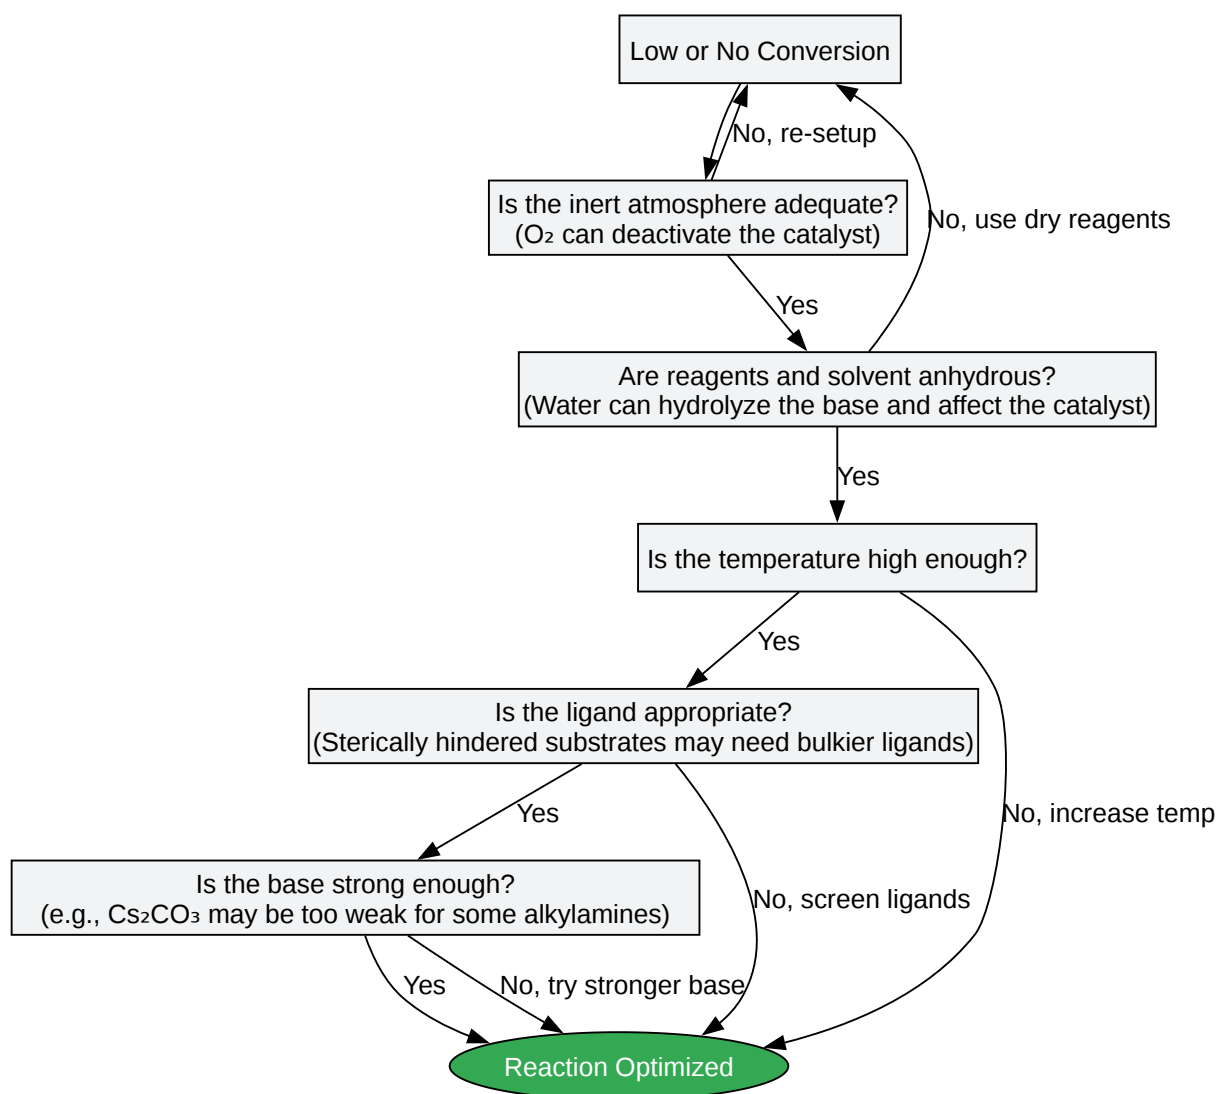 Low or No Conversion
No, re-setup
Is the inert atmosphere adequate?
(O₂ can deactivate the catalyst)
No, use dry reagents
Yes
Are reagents and solvent anhydrous?
(Water can hydrolyze the base and affect the catalyst)
Yes
Is the temperature high enough?
Yes
Is the ligand appropriate?
(Sterically hindered substrates may need bulkier ligands)
Yes
No, increase temp
Is the base strong enough?
(e.g., Cs₂CO₃ may be too weak for some alkylamines)
No, screen ligands
Yes
No, try stronger base
Reaction Optimized